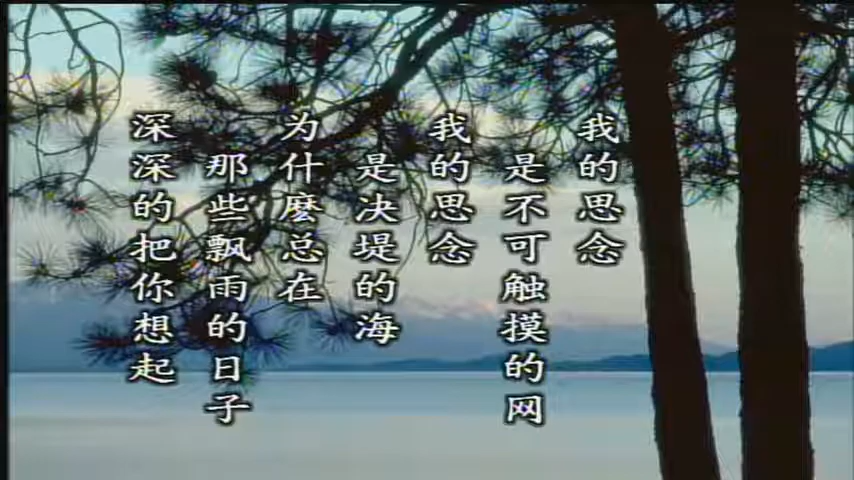 我的思念
是不可触摸的网
我的思念
是决堤的海
为什麽总在
那些飘雨的日子
深深的把你想起